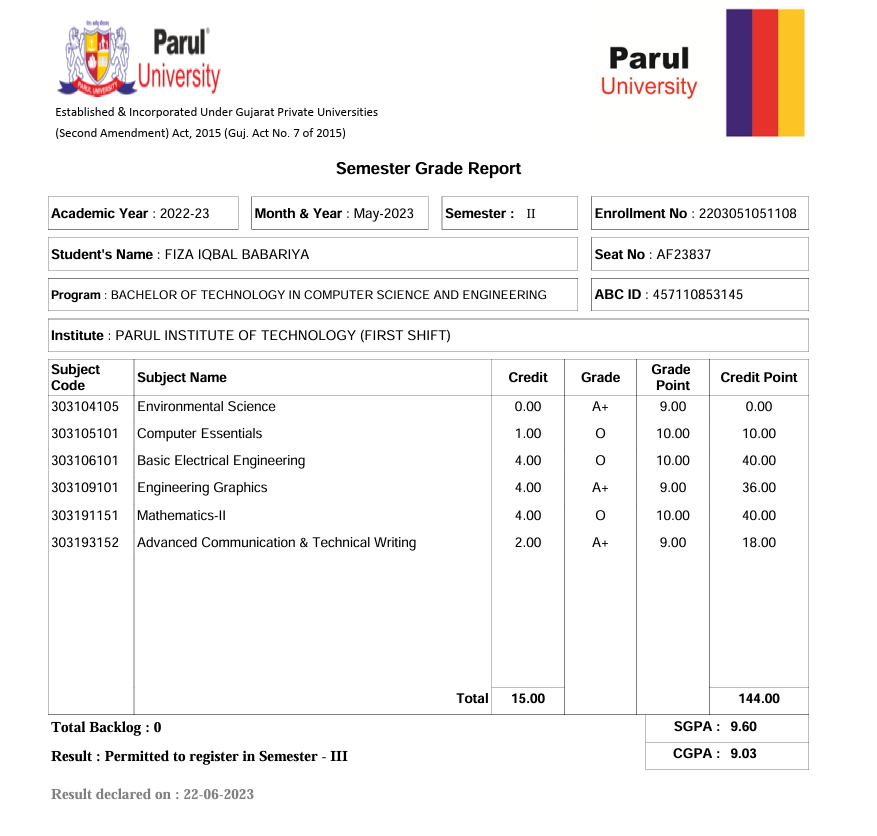 Parul
University
PARUL UNIVERSITY
Parul
University
Established & Incorporated Under Gujarat Private Universities
(Second Amendment) Act, 2015 (Guj. Act No. 7 of 2015)
Semester Grade Report
Academic Year : 2022-23 Month & Year : May-2023 Semester : II Enrollment No : 2203051051108
Student's Name : FIZA IQBAL BABARIYA Seat No : AF23837
Program : BACHELOR OF TECHNOLOGY IN COMPUTER SCIENCE AND ENGINEERING ABC ID : 457110853145
Institute : PARUL INSTITUTE OF TECHNOLOGY (FIRST SHIFT)
Subject Code Subject Name Credit Grade Grade Point Credit Point
303104105 Environmental Science 0.00 A+ 9.00 0.00
303105101 Computer Essentials 1.00 O 10.00 10.00
303106101 Basic Electrical Engineering 4.00 O 10.00 40.00
303109101 Engineering Graphics 4.00 A+ 9.00 36.00
303191151 Mathematics-II 4.00 O 10.00 40.00
303193152 Advanced Communication & Technical Writing 2.00 A+ 9.00 18.00
Total 15.00 144.00
Total Backlog : 0 SGPA : 9.60
Result : Permitted to register in Semester - III CGPA : 9.03
Result declared on : 22-06-2023